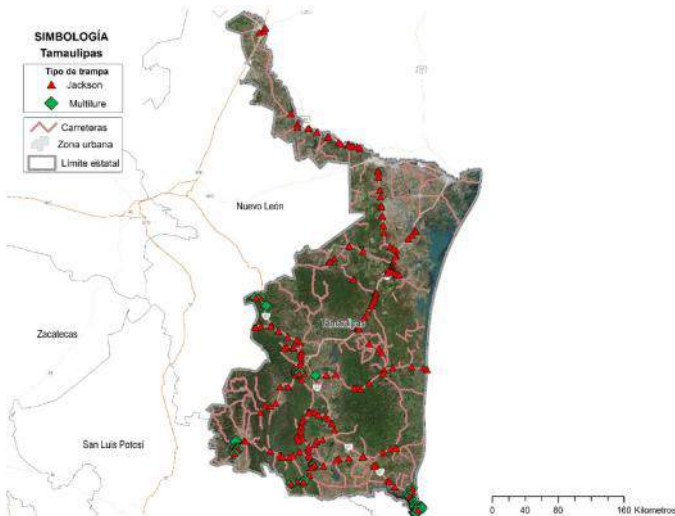 SIMBOLOGÍA
Tamaulipas
Tipo de trampa
Jackson
Multilure
Carreteras
Zona urbana
Límite estatal
Nuevo León
Tamaulipas
Zacatecas
San Luis Potosí
0 40 80 120 160 Kilometros